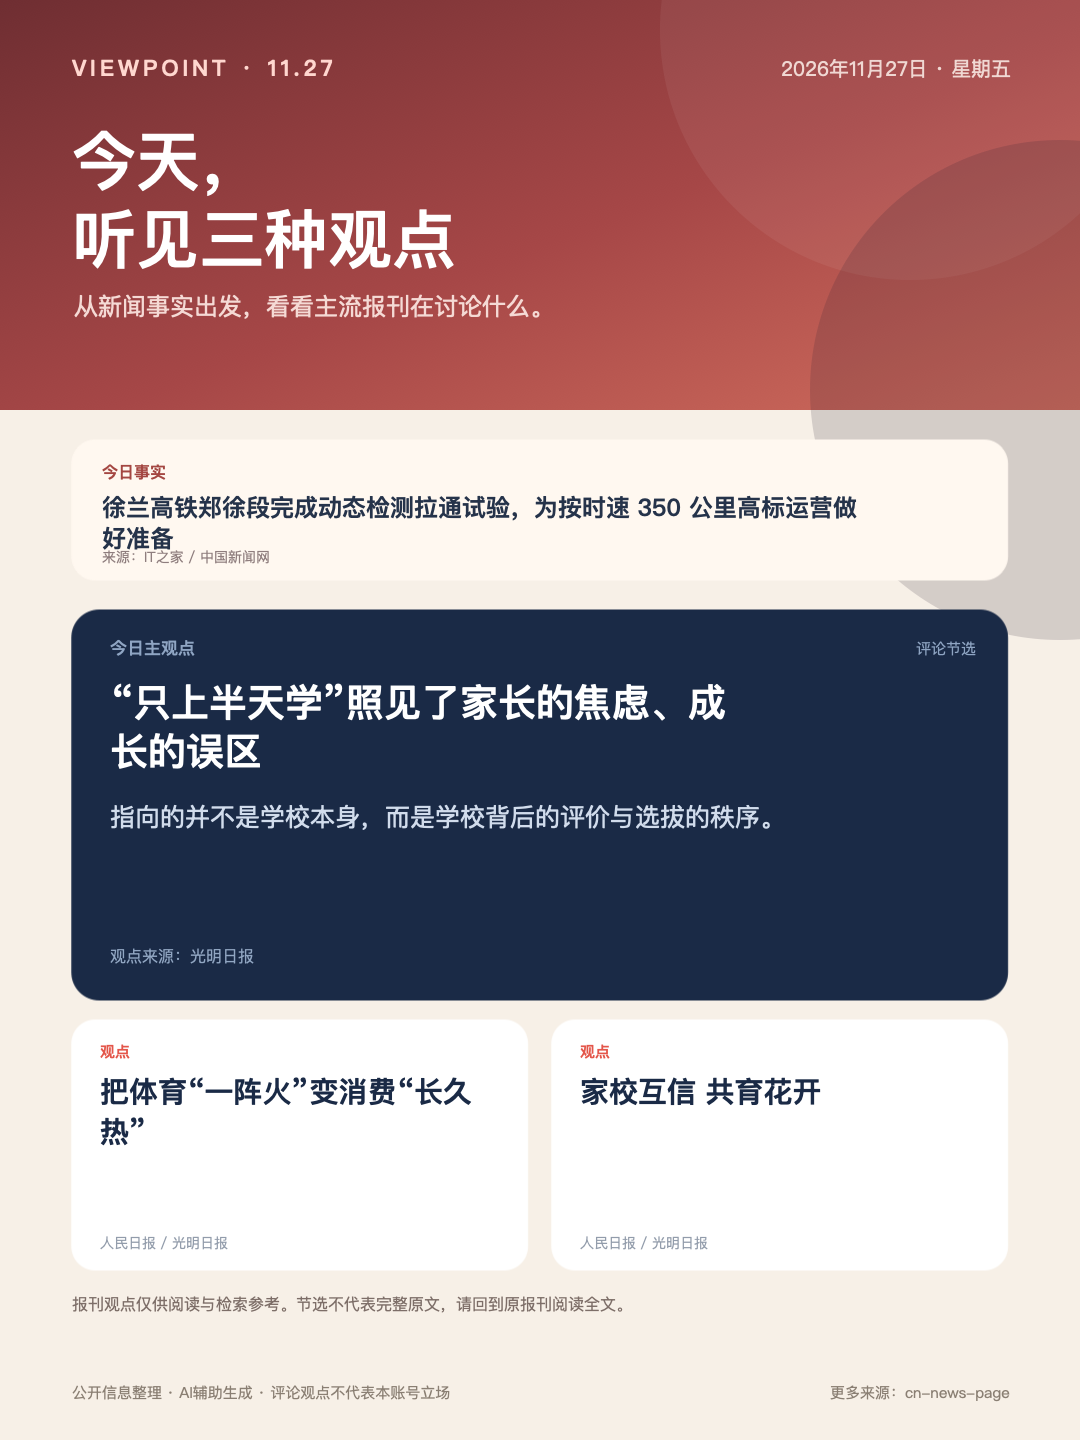 VIEWPOINT · 11.27
2026年11月27日 · 星期五
今天，
听见三种观点
从新闻事实出发，看看主流报刊在讨论什么。
今日事实
徐兰高铁郑徐段完成动态检测拉通试验，为按时速 350 公里高标运营做
好准备
来源：IT之家 / 中国新闻网
今日主观点
评论节选
“只上半天学”照见了家长的焦虑、成
长的误区
指向的并不是学校本身，而是学校背后的评价与选拔的秩序。
观点来源：光明日报
观点
把体育“一阵火”变消费“长久
热”
人民日报 / 光明日报
观点
家校互信 共育花开
人民日报 / 光明日报
报刊观点仅供阅读与检索参考。节选不代表完整原文，请回到原报刊阅读全文。
公开信息整理 · AI辅助生成 · 评论观点不代表本账号立场
更多来源：cn-news-page